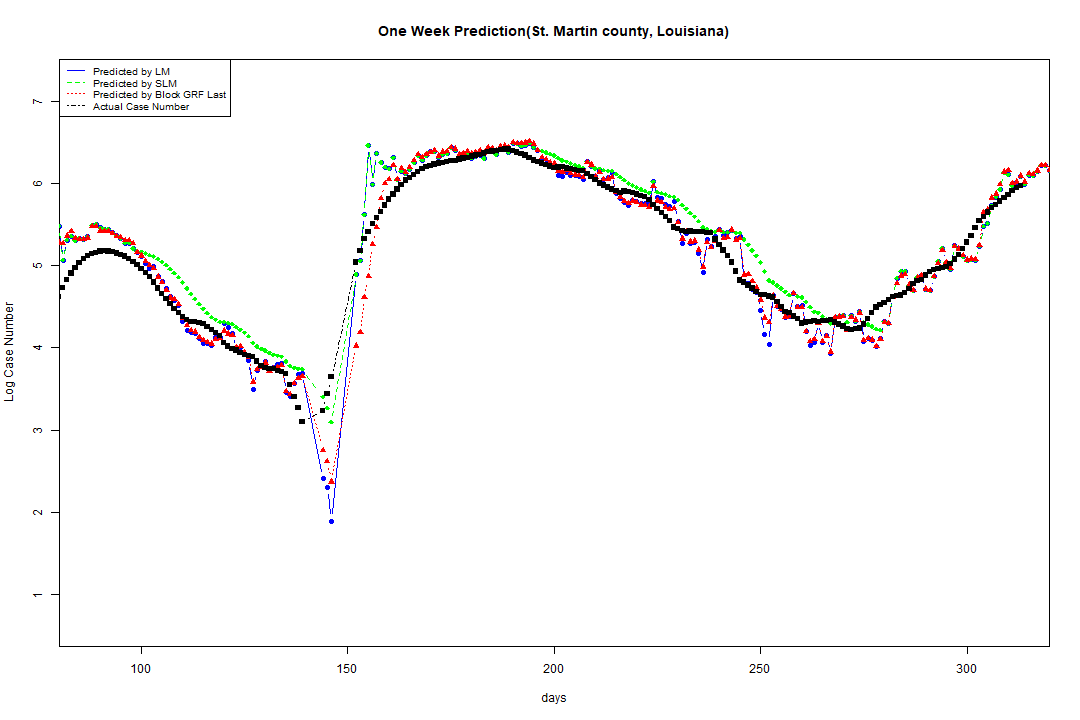 One Week Prediction(St. Martin county, Louisiana)
Predicted by LM
Predicted by SLM
Predicted by Block GRF Last
Actual Case Number
7
6
5
4
3
2
1
Log Case Number
100 150 200 250 300
days